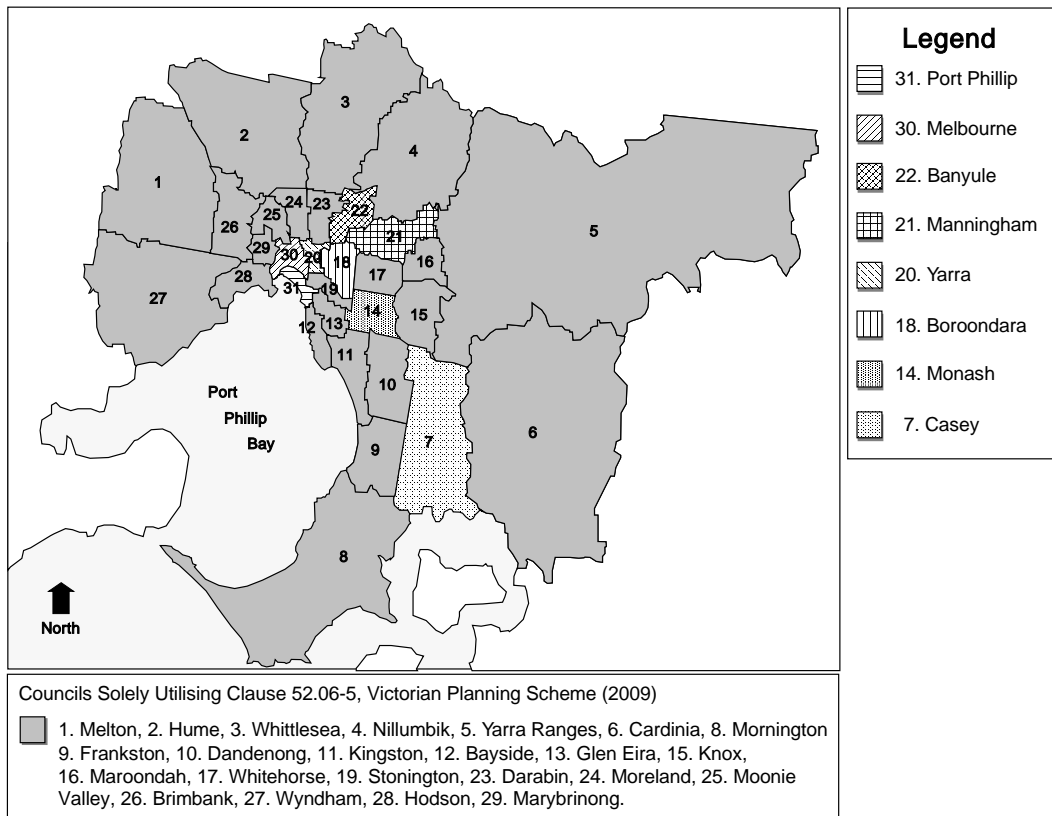 3
2
4
1
24
23
22
25
26
5
21
29
30
20
18
16
28
17
27
31
19
14
15
12
13
11
10
Port
Phillip
Bay
7
6
9
8
North
Legend
31. Port Phillip
30. Melbourne
22. Banyule
21. Manningham
20. Yarra
18. Boroondara
14. Monash
7. Casey
Councils Solely Utilising Clause 52.06-5, Victorian Planning Scheme (2009)
1. Melton, 2. Hume, 3. Whittlesea, 4. Nillumbik, 5. Yarra Ranges, 6. Cardinia, 8. Mornington
9. Frankston, 10. Dandenong, 11. Kingston, 12. Bayside, 13. Glen Eira, 15. Knox,
16. Maroondah, 17. Whitehorse, 19. Stonington, 23. Darabin, 24. Moreland, 25. Moonie
Valley, 26. Brimbank, 27. Wyndham, 28. Hodson, 29. Marybrinong.